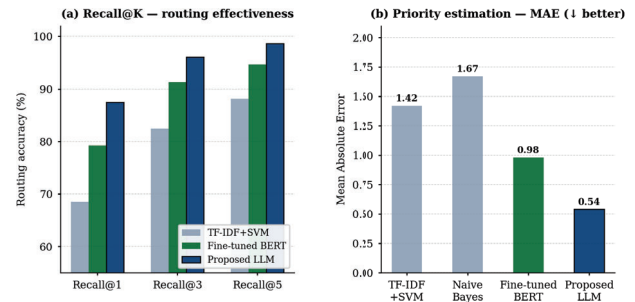 (a) Recall@K — routing effectiveness
Routing accuracy (%)
100
90
80
70
60
TF-IDF+SVM
Fine-tuned BERT
Proposed LLM
Recall@1
Recall@3
Recall@5
(b) Priority estimation — MAE (↓ better)
Mean Absolute Error
2.00
1.75
1.50
1.25
1.00
0.75
0.50
0.25
0.00
1.42
1.67
0.98
0.54
TF-IDF
+SVM
Naive
Bayes
Fine-tuned
BERT
Proposed
LLM